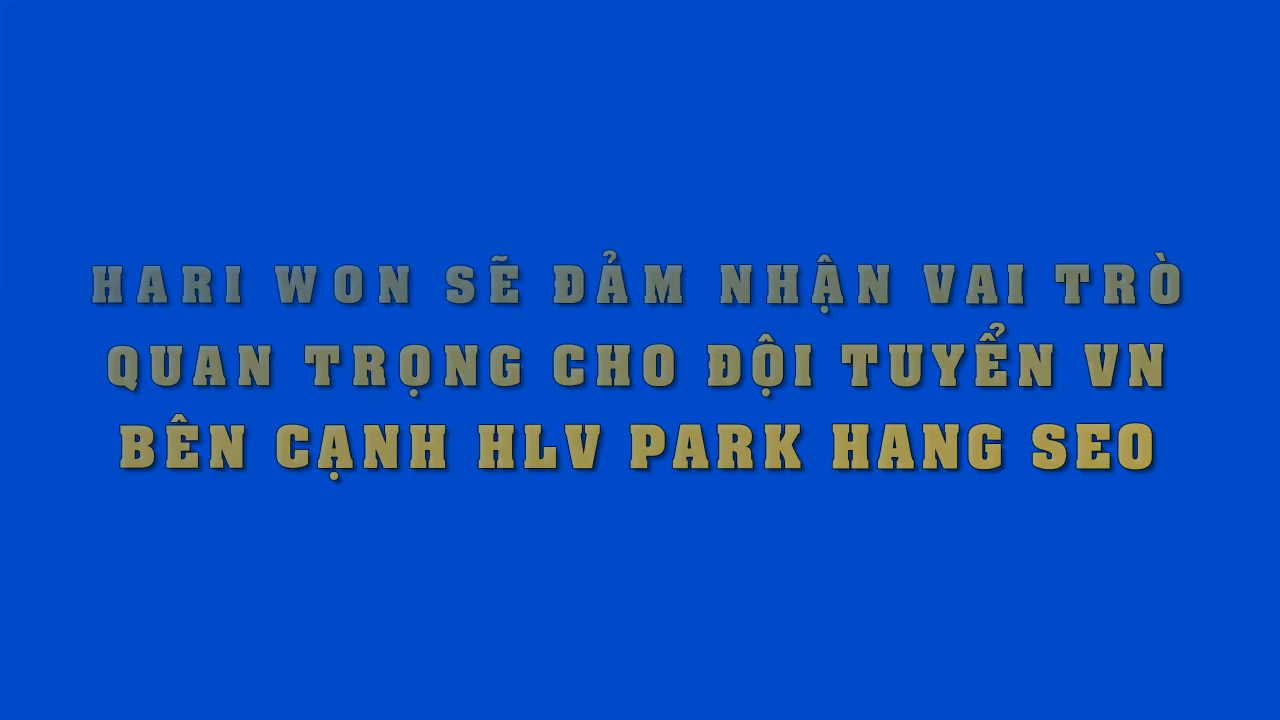 HARI WON SẼ ĐẢM NHẬN VAI TRÒ
QUAN TRỌNG CHO ĐỘI TUYỂN VN
BÊN CẠNH HLV PARK HANG SEO